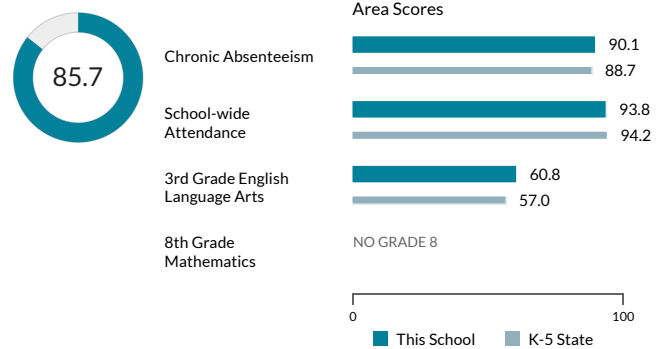 Area Scores
85.7
Chronic Absenteeism
90.1
88.7
School-wide
Attendance
93.8
94.2
3rd Grade English
Language Arts
60.8
57.0
8th Grade
Mathematics
NO GRADE 8
0
100
This School
K-5 State